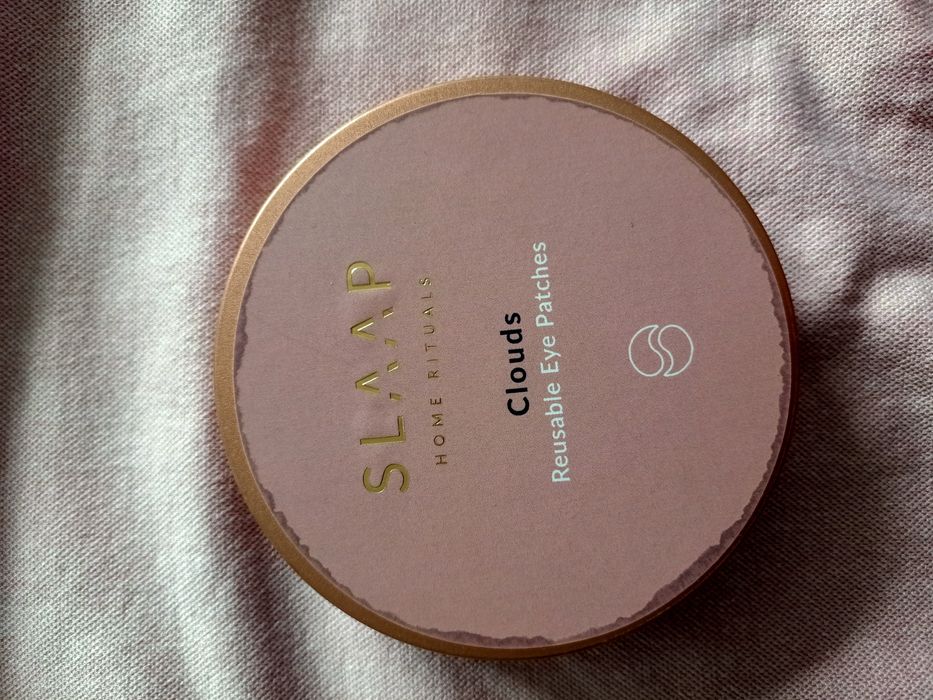 SLAAP
HOME RITUALS
Clouds
Reusable Eye Patches